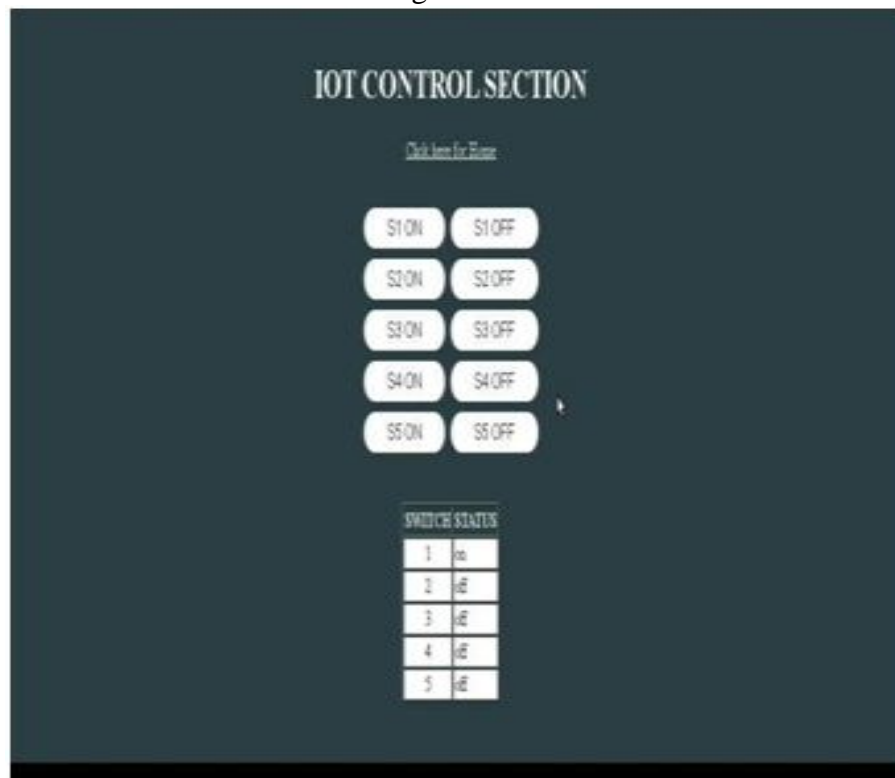 IOT CONTROL SECTION
Click here for Home
S1 ON S1 OFF
S2 ON S2 OFF
S3 ON S3 OFF
S4 ON S4 OFF
S5 ON S5 OFF
SWITCH STATUS
1 on
2 off
3 off
4 off
5 off